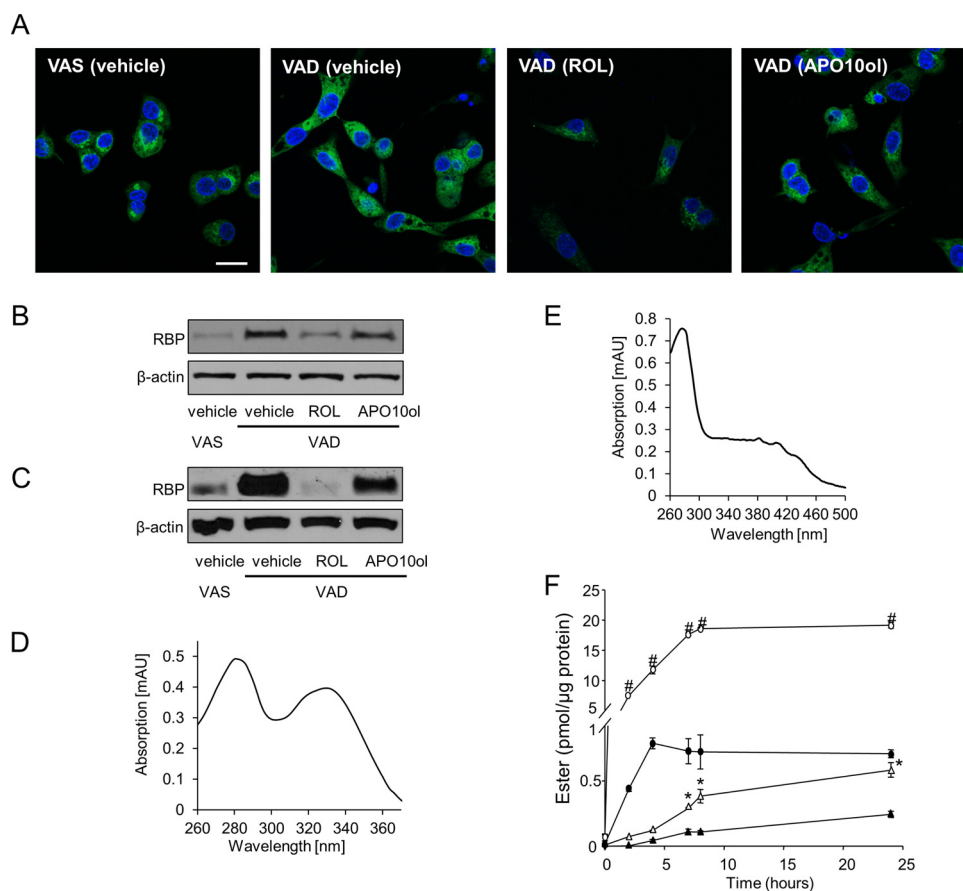 A
VAS (vehicle)
VAD (vehicle)
VAD (ROL)
VAD (APO10ol)
B
RBP
β-actin
vehicle vehicle ROL APO10ol
VAS VAD
C
RBP
β-actin
vehicle vehicle ROL APO10ol
VAS VAD
D
Absorption [mAU]
0.5
0.4
0.3
0.2
0.1
0
260 280 300 320 340 360
Wavelength [nm]
E
Absorption [mAU]
0.8
0.7
0.6
0.5
0.4
0.3
0.2
0.1
0
260 300 340 380 420 460 500
Wavelength [nm]
F
Ester (pmol/µg protein)
25
20
15
10
5
1
0.5
0
# # # # #
* * *
0 5 10 15 20 25
Time (hours)